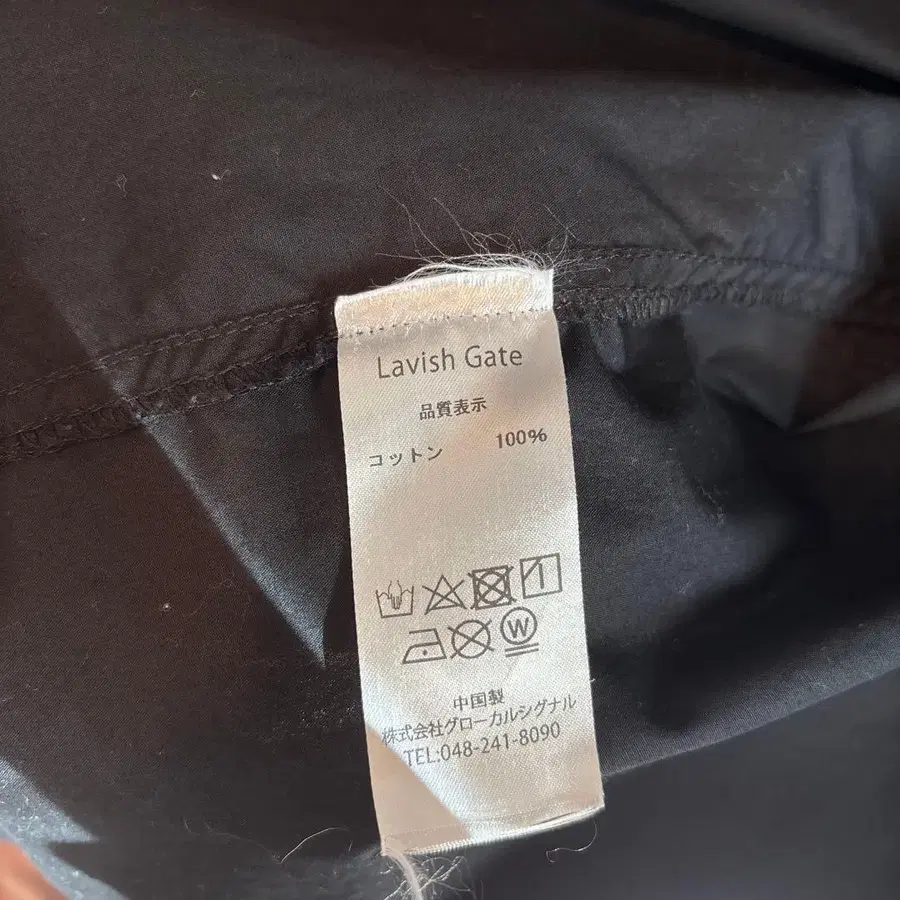 Lavish Gate
品質表示
コットン 100%
W
中国製
株式会社グローカルシグナル
TEL:048-241-8090